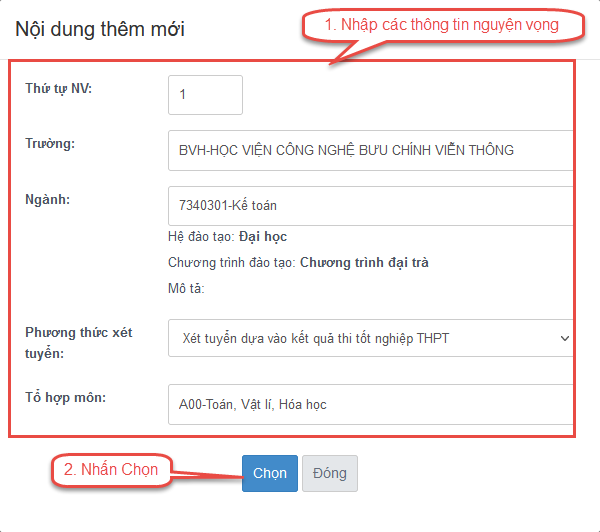 Nội dung thêm mới
1. Nhập các thông tin nguyện vọng
Thứ tự NV:
1
Trường:
BVH-HỌC VIỆN CÔNG NGHỆ BƯU CHÍNH VIỄN THÔNG
Ngành:
7340301-Kế toán
Hệ đào tạo: Đại học
Chương trình đào tạo: Chương trình đại trà
Mô tả:
Phương thức xét
tuyển:
Xét tuyển dựa vào kết quả thi tốt nghiệp THPT
Tổ hợp môn:
A00-Toán, Vật lí, Hóa học
2. Nhấn Chọn
Chọn
Đóng